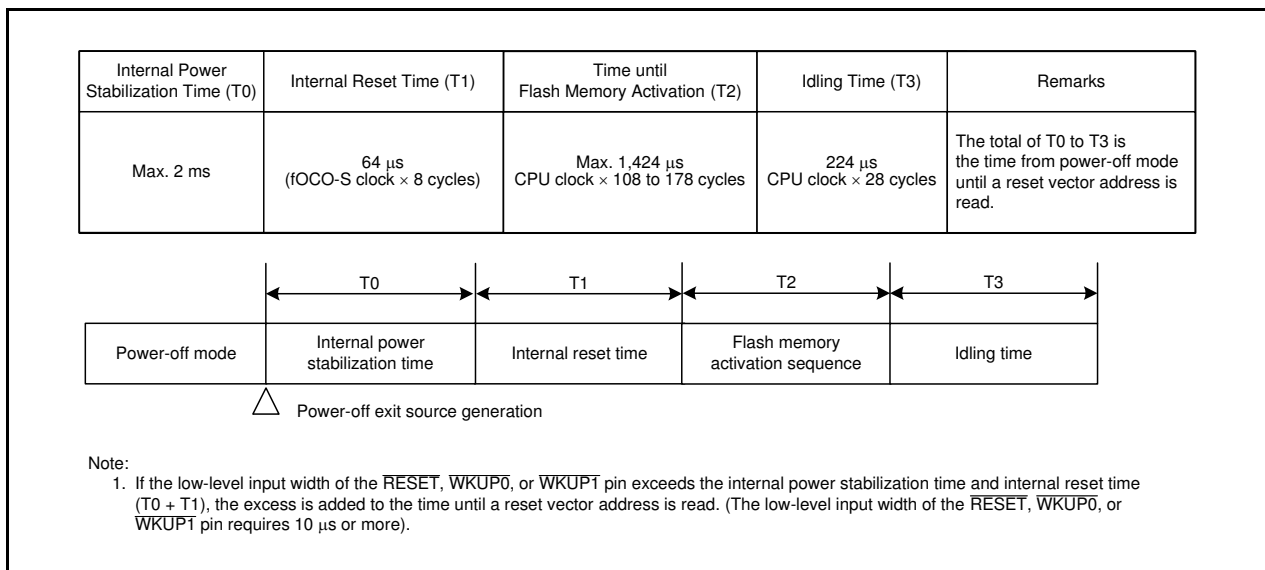 Internal Power
Stabilization Time (T0)
Internal Reset Time (T1)
Time until
Flash Memory Activation (T2)
Idling Time (T3)
Remarks
Max. 2 ms
64 μs
(fOCO-S clock × 8 cycles)
Max. 1,424 μs
CPU clock × 108 to 178 cycles
224 μs
CPU clock × 28 cycles
The total of T0 to T3 is
the time from power-off mode
until a reset vector address is
read.
T0
T1
T2
T3
Power-off mode
Internal power
stabilization time
Internal reset time
Flash memory
activation sequence
Idling time
Power-off exit source generation
Note:
1. If the low-level input width of the RESET, WKUP0, or WKUP1 pin exceeds the internal power stabilization time and internal reset time
(T0 + T1), the excess is added to the time until a reset vector address is read. (The low-level input width of the RESET, WKUP0, or
WKUP1 pin requires 10 μs or more).